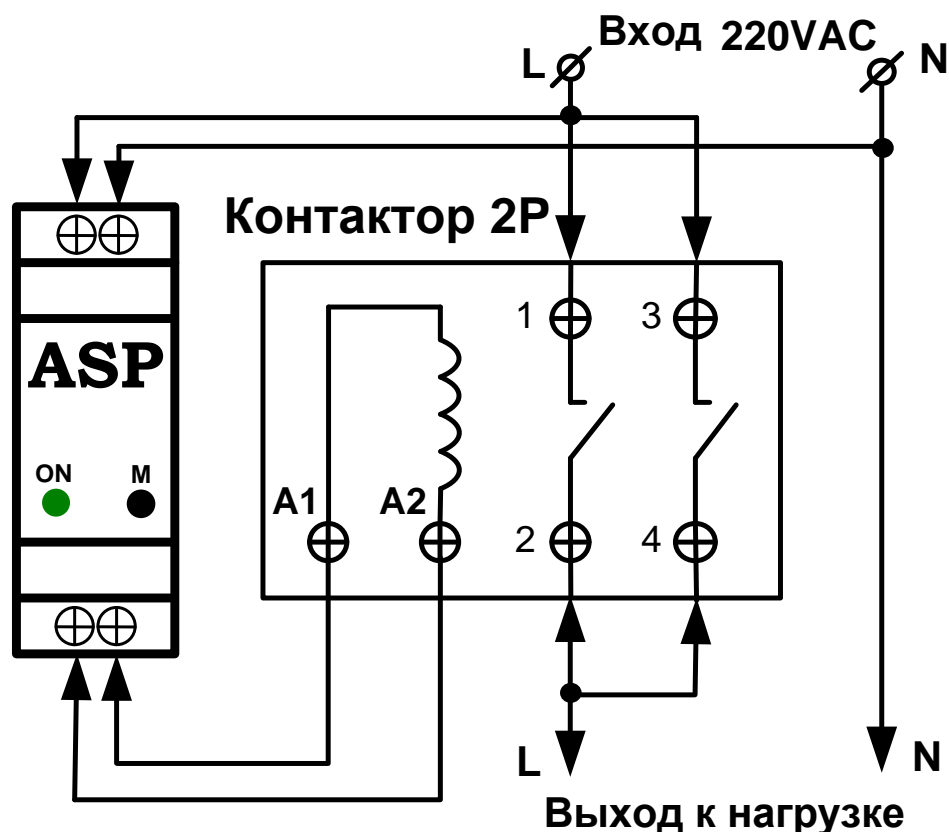 Вход 220VAC
L
N
Контактор 2P
1
3
ASP
ON
M
A1
A2
2
4
L
N
Выход к нагрузке